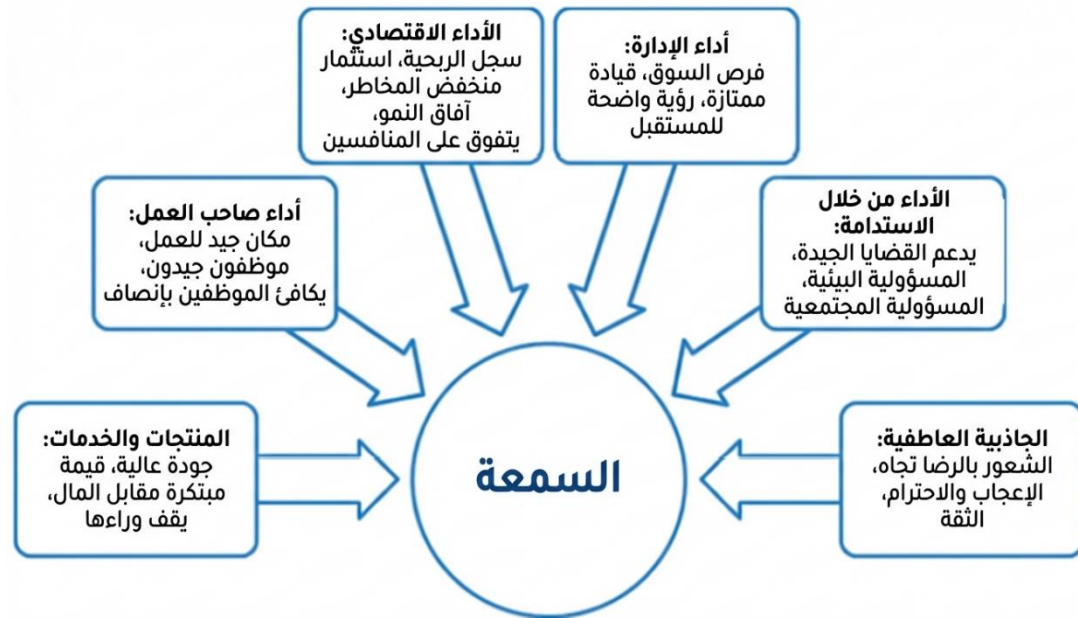 أداء الإدارة:
فرص السوق، قيادة
ممتازة، رؤية واضحة
للمستقبل
الأداء الاقتصادي:
سجل الربحية، استثمار
منخفض المخاطر،
آفاق النمو،
يتفوق على المنافسين
الأداء من خلال
الاستدامة:
يدعم القضايا الجيدة،
المسؤولية البيئية،
المسؤولية المجتمعية
أداء صاحب العمل:
مكان جيد للعمل،
موظفون جيدون،
يكافئ الموظفين بإنصاف
الجاذبية العاطفية:
الشعور بالرضا تجاه،
الإعجاب والاحترام،
الثقة
السمعة
المنتجات والخدمات:
جودة عالية، قيمة
مبتكرة مقابل المال،
يقف وراءها